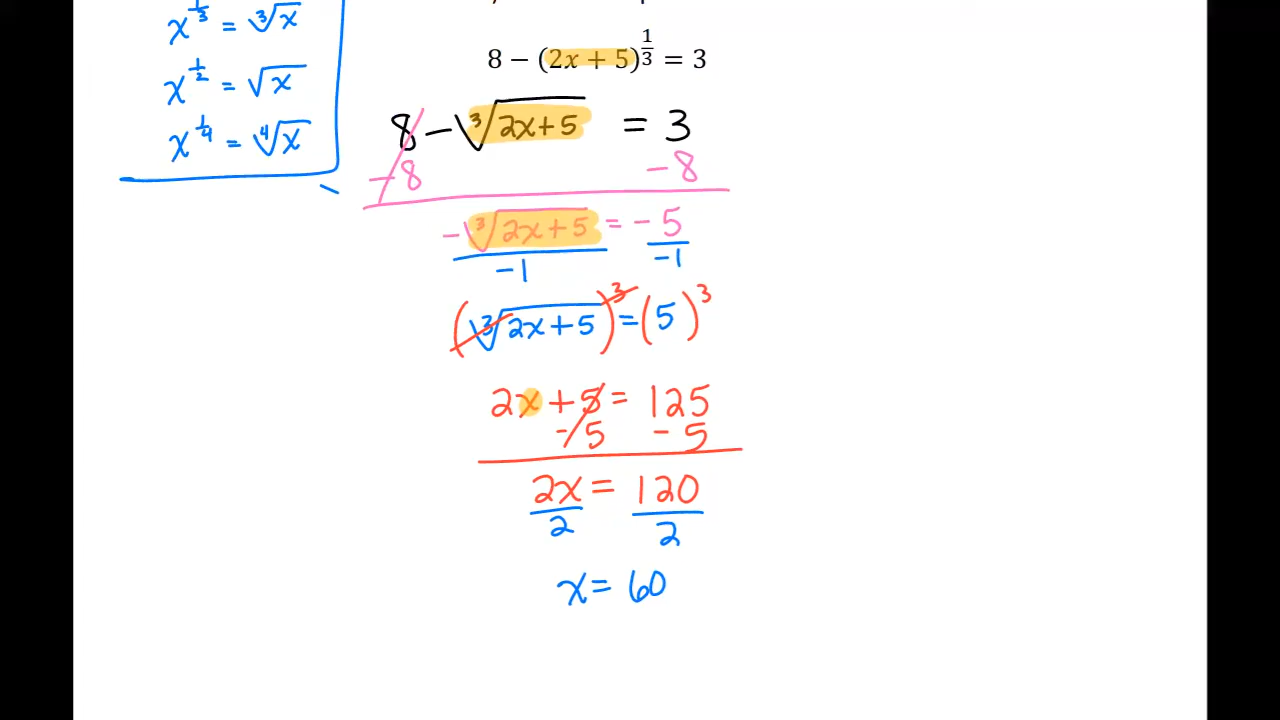 x^{1/3} = ∛x
x^{1/2} = √x
x^{1/4} = ∜x
8 − (2x + 5)^{1/3} = 3
8 − ∛(2x+5) = 3
−8 −8
−∛(2x+5) = −5
−1 −1
(∛(2x+5))^3 = (5)^3
2x + 5 = 125
−5 −5
2x = 120
2 2
x = 60